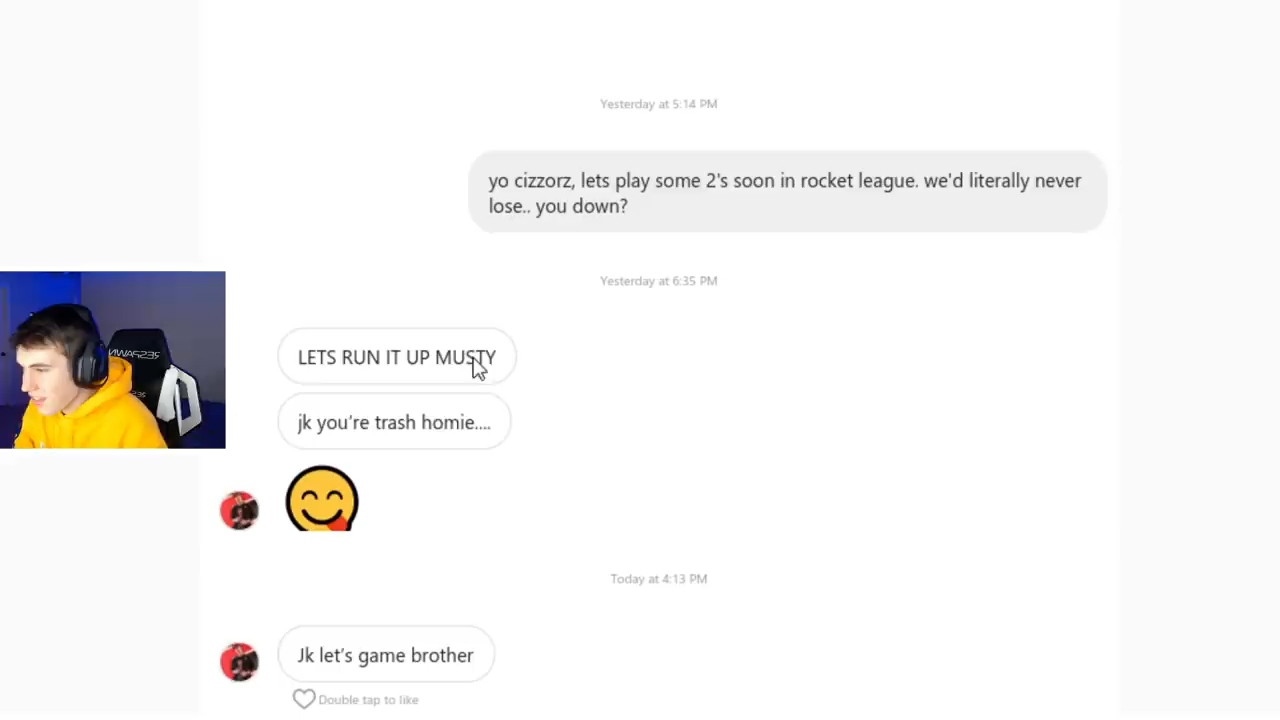 Yesterday at 5:14 PM
yo cizzorz, lets play some 2's soon in rocket league. we'd literally never
lose.. you down?
Yesterday at 6:35 PM
LETS RUN IT UP MUSTY
jk you're trash homie....
RESPAWN
Today at 4:13 PM
Jk let's game brother
Double tap to like